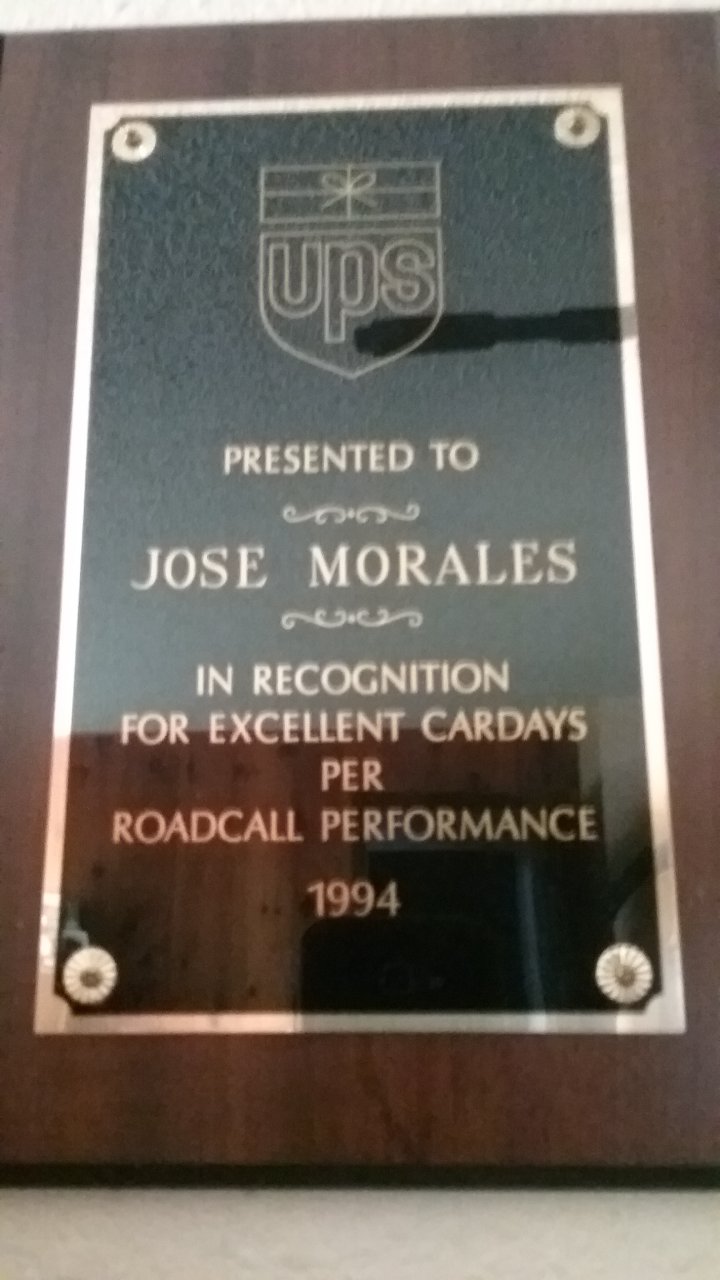 ups
PRESENTED TO
JOSE MORALES
IN RECOGNITION
FOR EXCELLENT CARDAYS
PER
ROADCALL PERFORMANCE
1994